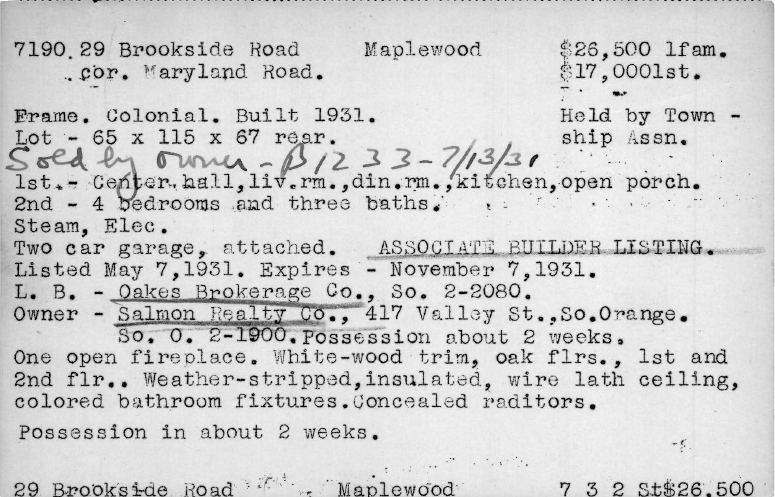 7190. 29 Brookside Road Maplewood $26,500 1fam.
cor. Maryland Road. $17,0001st.
Frame. Colonial. Built 1931. Held by Town -
Lot - 65 x 115 x 67 rear. ship Assn.
Sold by owner - B1233 - 7/13/31
1st. - Center hall,liv.rm.,din.rm.,kitchen,open porch.
2nd - 4 bedrooms and three baths.
Steam, Elec.
Two car garage, attached. ASSOCIATE BUILDER LISTING.
Listed May 7,1931. Expires - November 7,1931.
L. B. - Oakes Brokerage Co., So. 2-2080.
Owner - Salmon Realty Co., 417 Valley St.,So.Orange.
So. O. 2-1900. Possession about 2 weeks.
One open fireplace. White-wood trim, oak flrs., 1st and
2nd flr.. Weather-stripped,insulated, wire lath ceiling,
colored bathroom fixtures.Concealed raditors.
Possession in about 2 weeks.
29 Brookside Road Maplewood 7 3 2 St$26,500